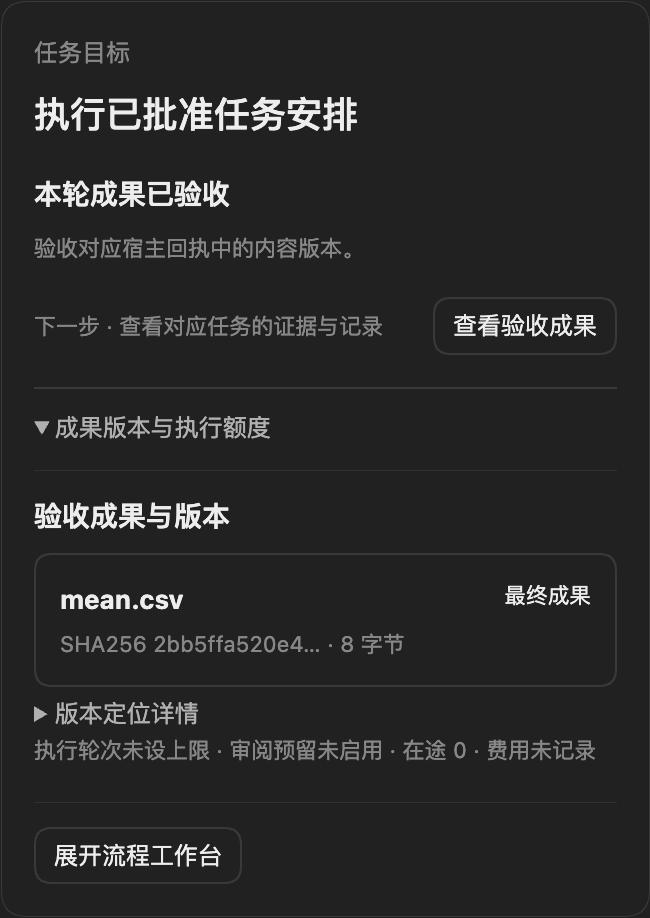 任务目标
执行已批准任务安排
本轮成果已验收
验收对应宿主回执中的内容版本。
下一步 · 查看对应任务的证据与记录
查看验收成果
▼成果版本与执行额度
验收成果与版本
mean.csv
最终成果
SHA256 2bb5ffa520e4... · 8 字节
▶ 版本定位详情
执行轮次未设上限 · 审阅预留未启用 · 在途 0 · 费用未记录
展开流程工作台